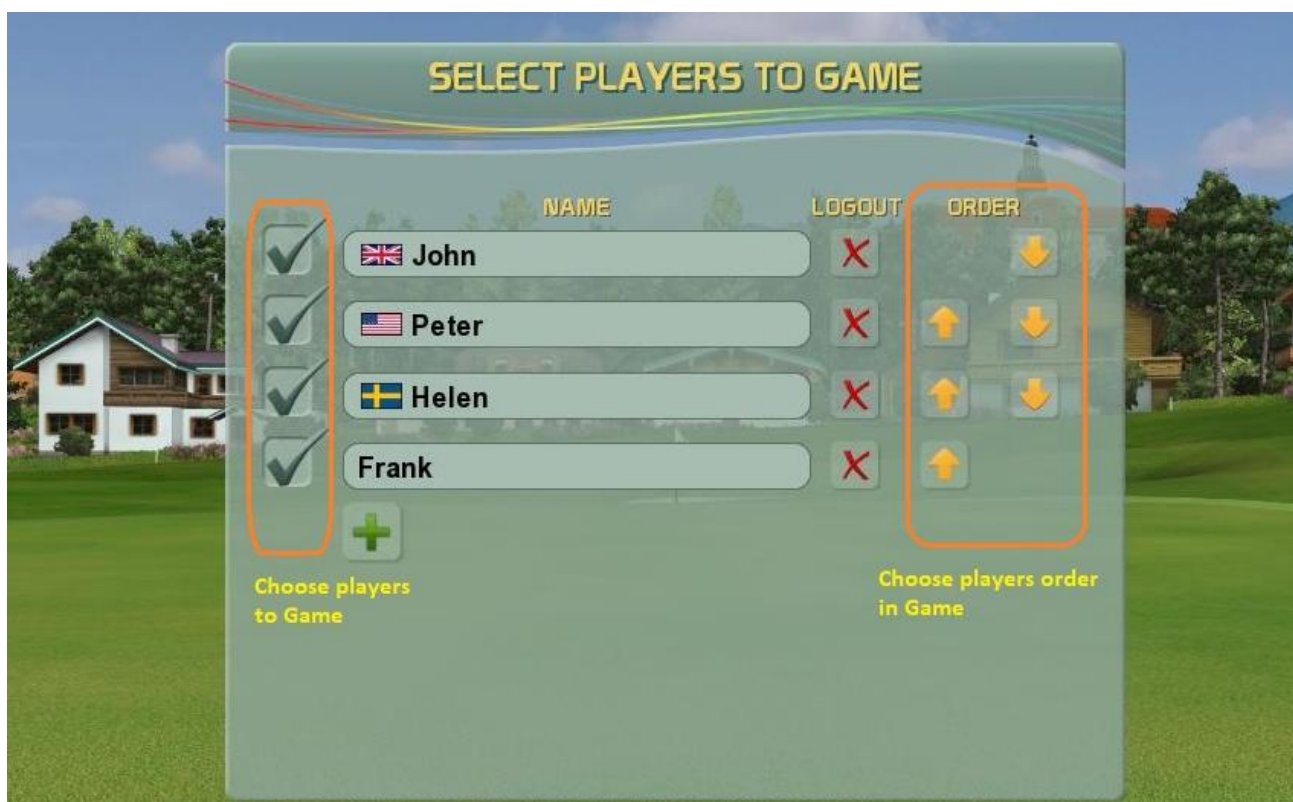 SELECT PLAYERS TO GAME
NAME LOGOUT ORDER
John
Peter
Helen
Frank
Choose players
to Game
Choose players order
in Game